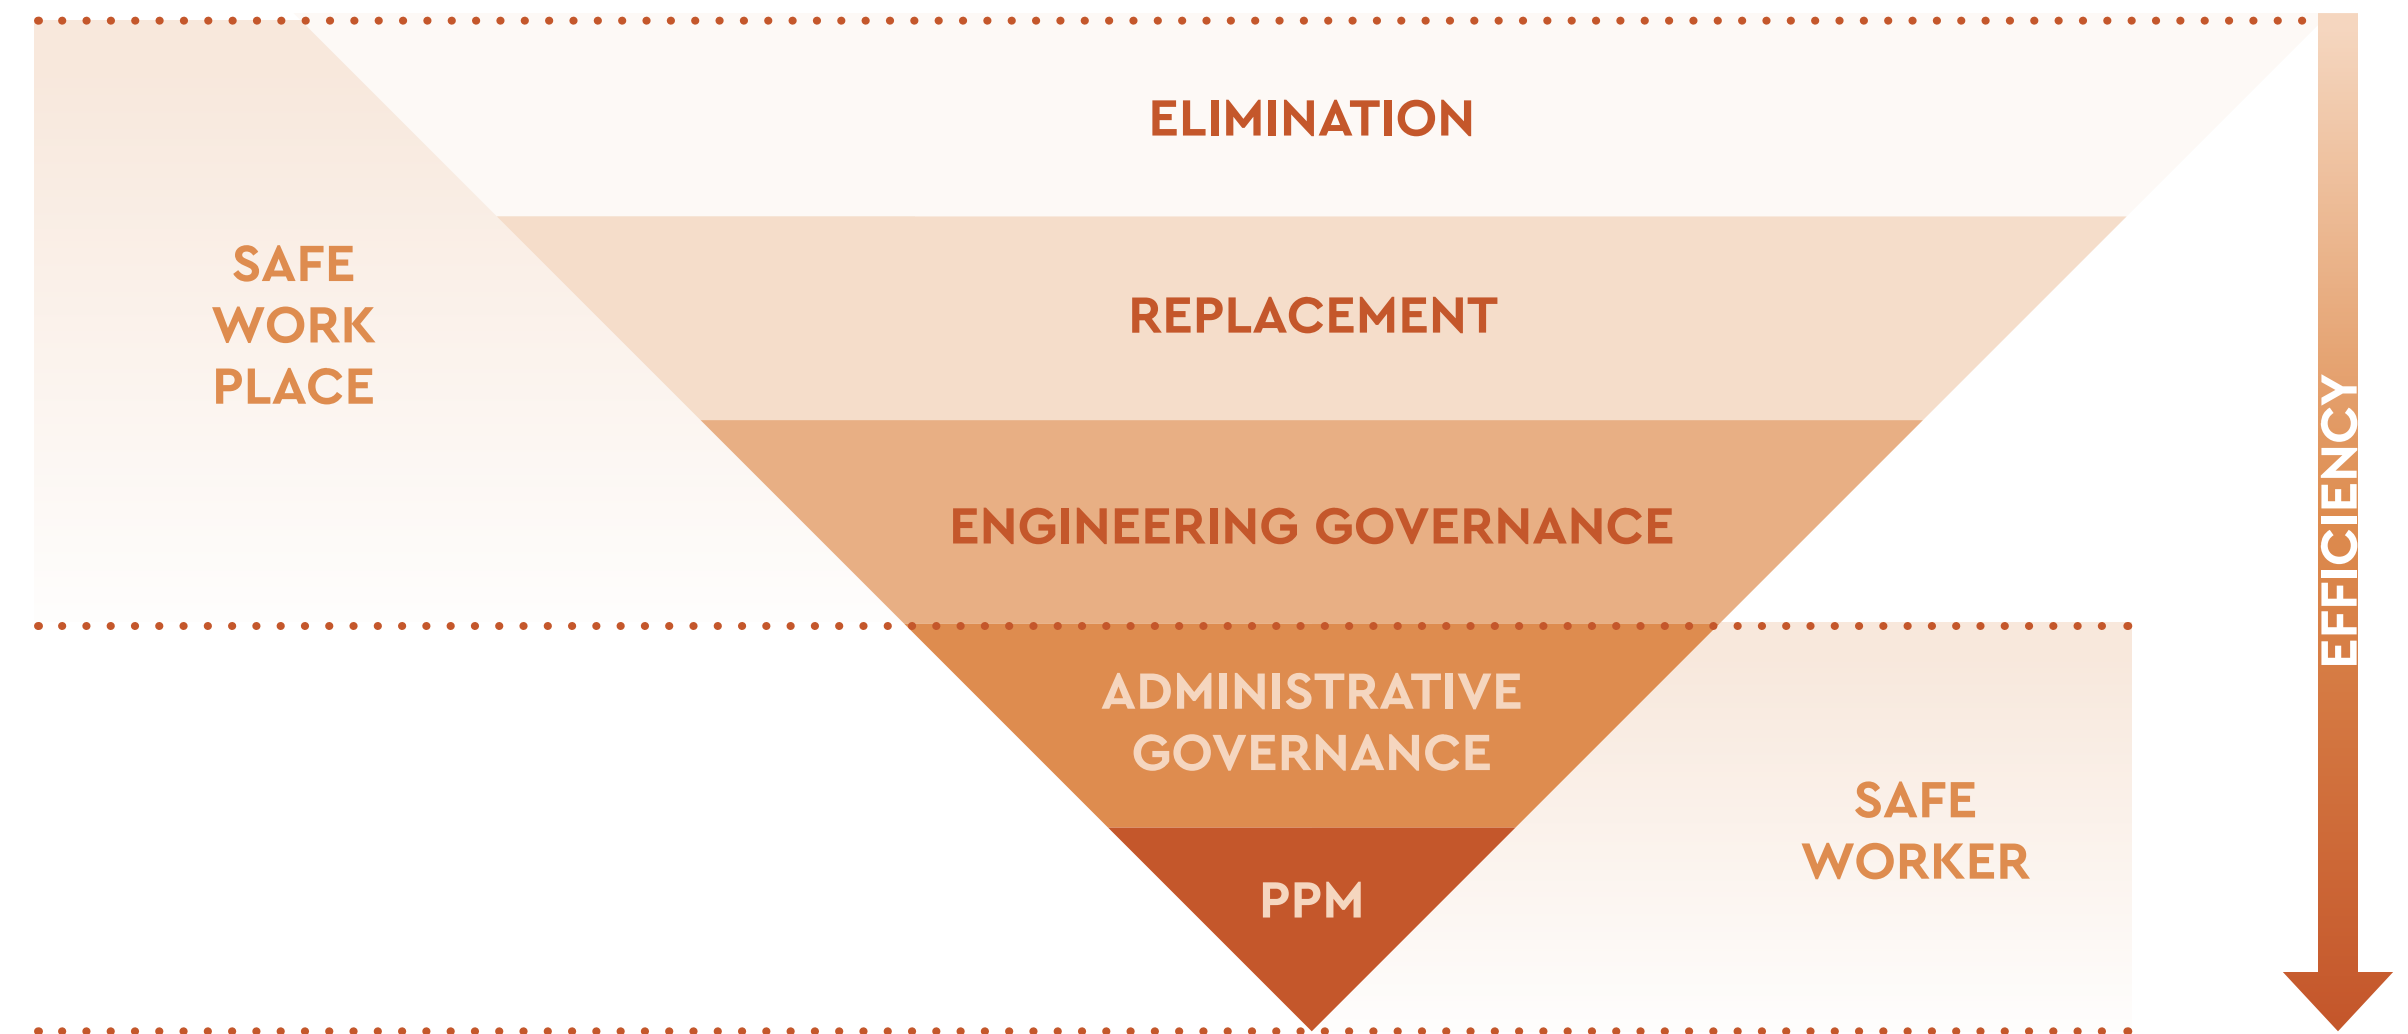 ELIMINATION
SAFE
WORK
PLACE
REPLACEMENT
ENGINEERING GOVERNANCE
EFFICIENCY
ADMINISTRATIVE
GOVERNANCE
SAFE
WORKER
PPM